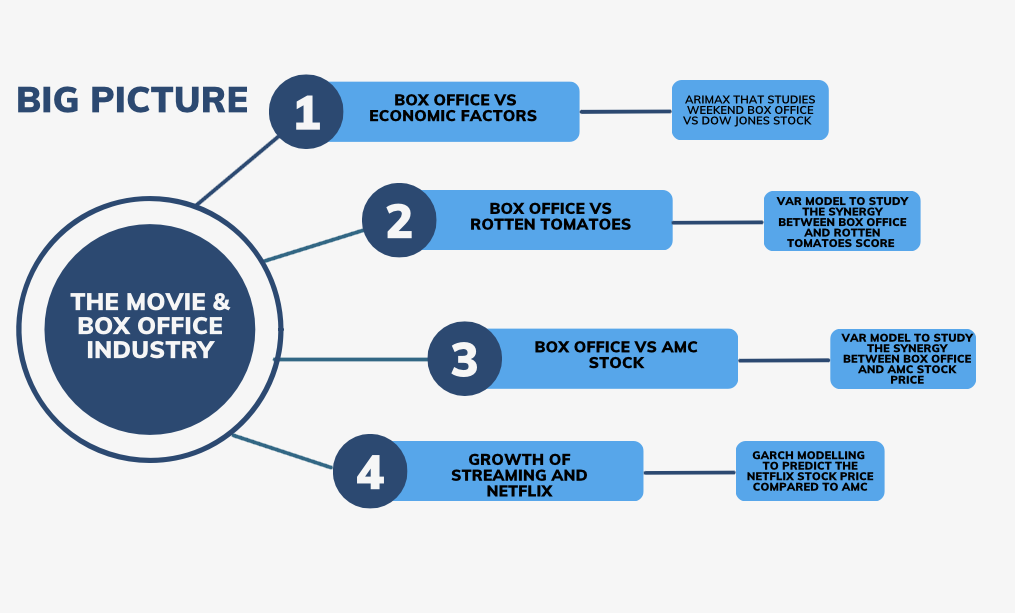 BIG PICTURE
1
BOX OFFICE VS
ECONOMIC FACTORS
ARIMAX THAT STUDIES
WEEKEND BOX OFFICE
VS DOW JONES STOCK
2
BOX OFFICE VS
ROTTEN TOMATOES
VAR MODEL TO STUDY
THE SYNERGY
BETWEEN BOX OFFICE
AND ROTTEN
TOMATOES SCORE
THE MOVIE &
BOX OFFICE
INDUSTRY
3
BOX OFFICE VS AMC
STOCK
VAR MODEL TO STUDY
THE SYNERGY
BETWEEN BOX OFFICE
AND AMC STOCK
PRICE
4
GROWTH OF
STREAMING AND
NETFLIX
GARCH MODELLING
TO PREDICT THE
NETFLIX STOCK PRICE
COMPARED TO AMC